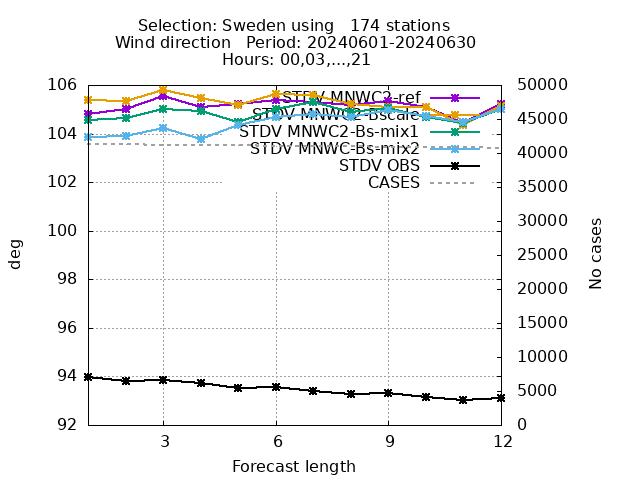 Selection: Sweden using   174 stations
Wind direction   Period: 20240601-20240630
Hours: 00,03,...,21
106
104
102
100
98
96
94
92
deg
50000
45000
40000
35000
30000
25000
20000
15000
10000
5000
0
No cases
STDV MNWC2-ref
STDV MNWC2-Bscale
STDV MNWC2-Bs-mix1
STDV MNWC-Bs-mix2
STDV OBS
CASES
3
6
9
12
Forecast length